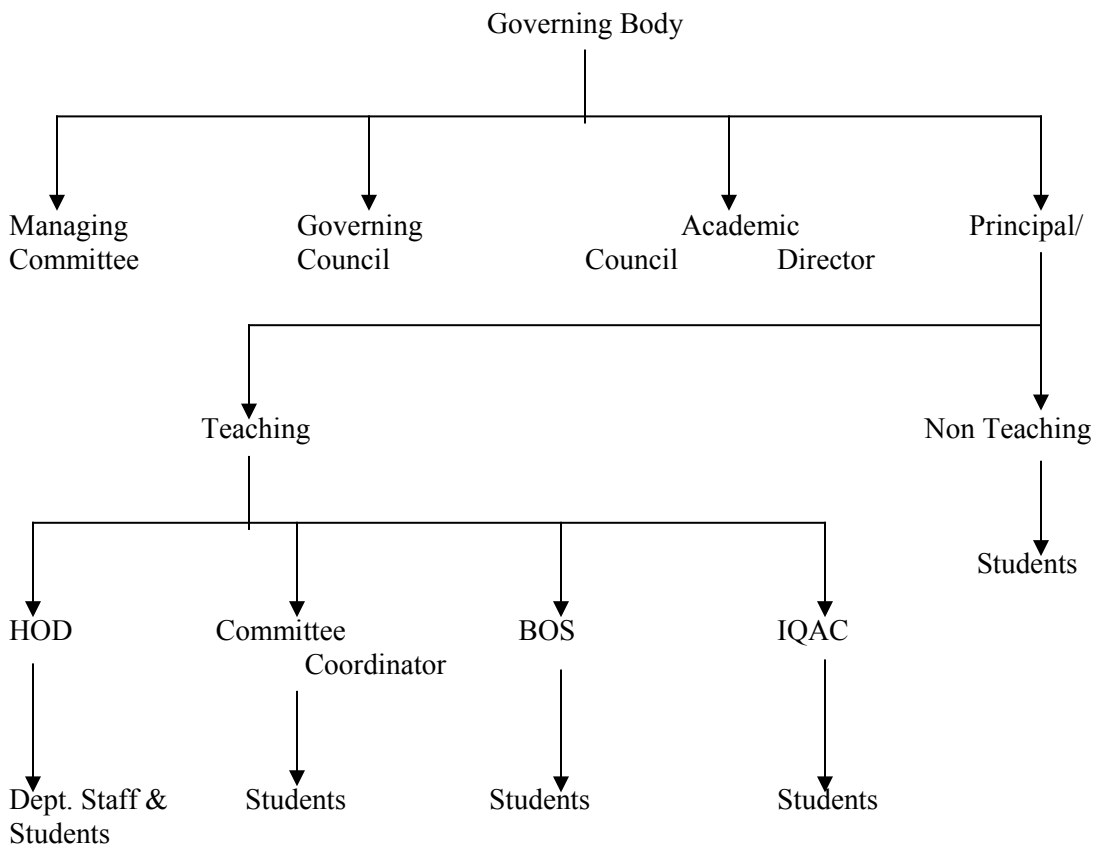 Governing Body
Managing Governing Academic Principal/
Committee Council Council Director
Teaching Non Teaching
Students
HOD Committee BOS IQAC
Coordinator
Dept. Staff & Students Students Students
Students